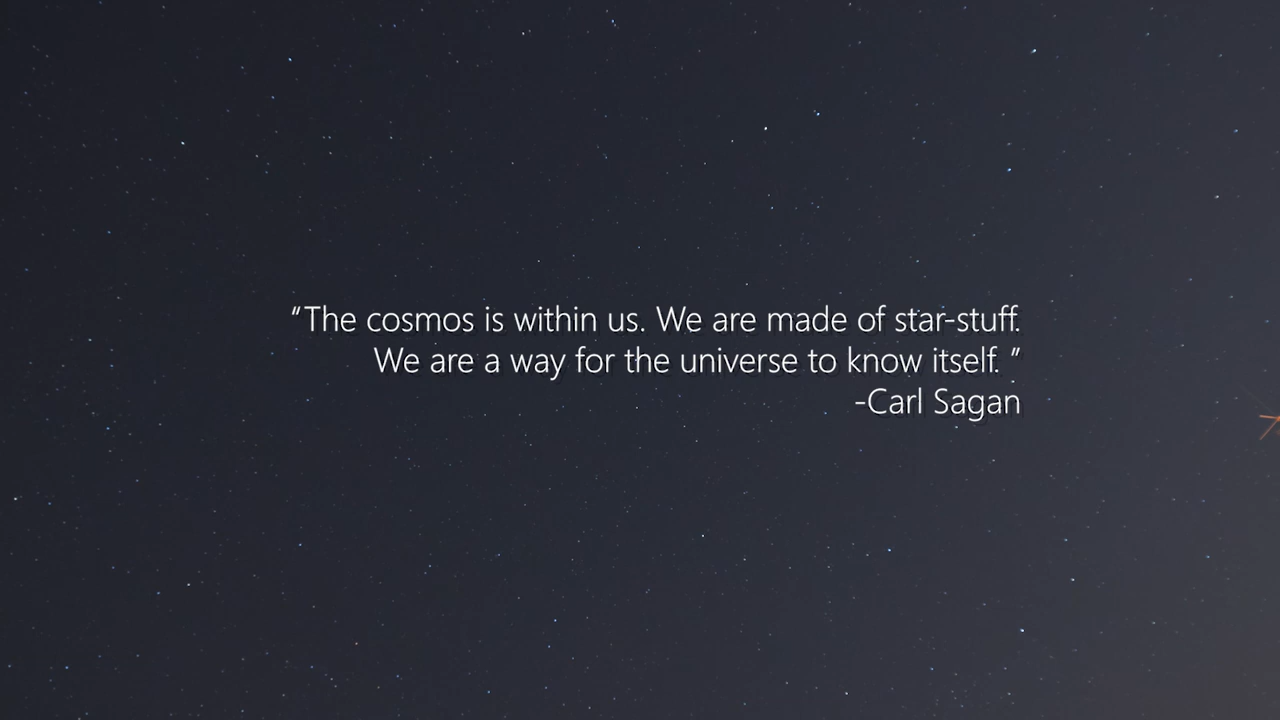 "The cosmos is within us. We are made of star-stuff.
We are a way for the universe to know itself. "
-Carl Sagan